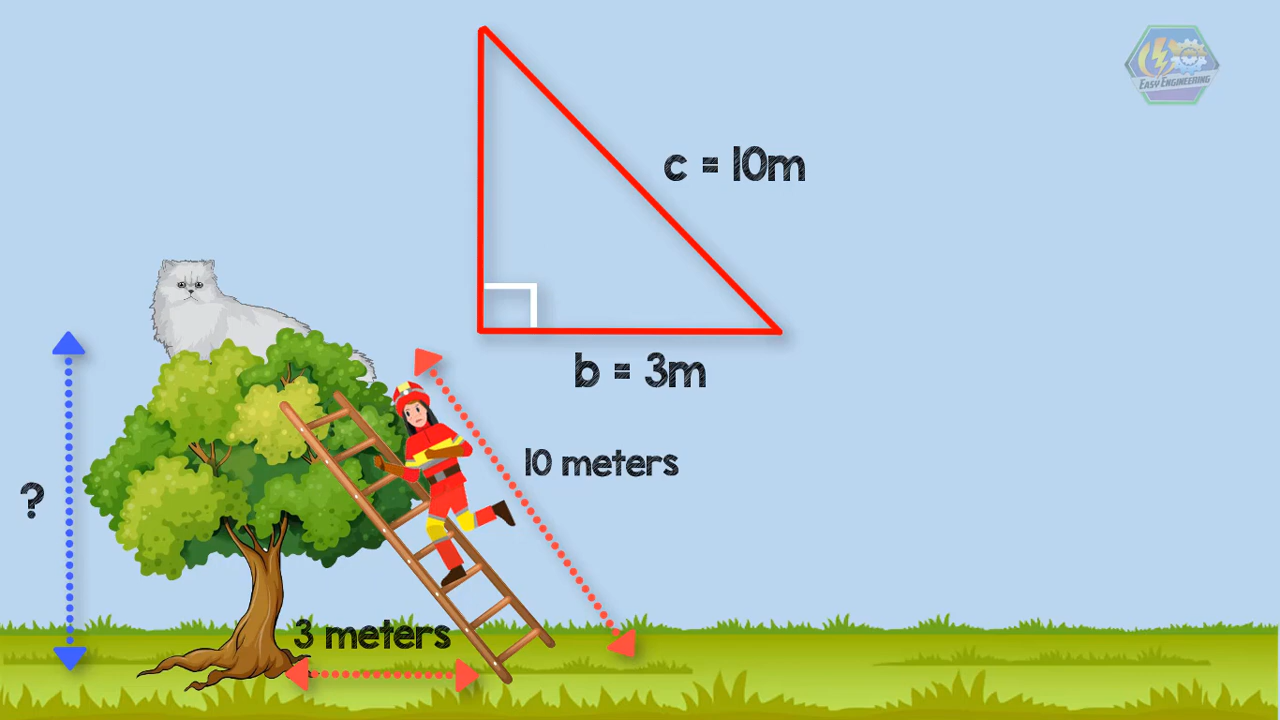 EASY ENGINEERING
c = 10m
b = 3m
10 meters
?
3 meters